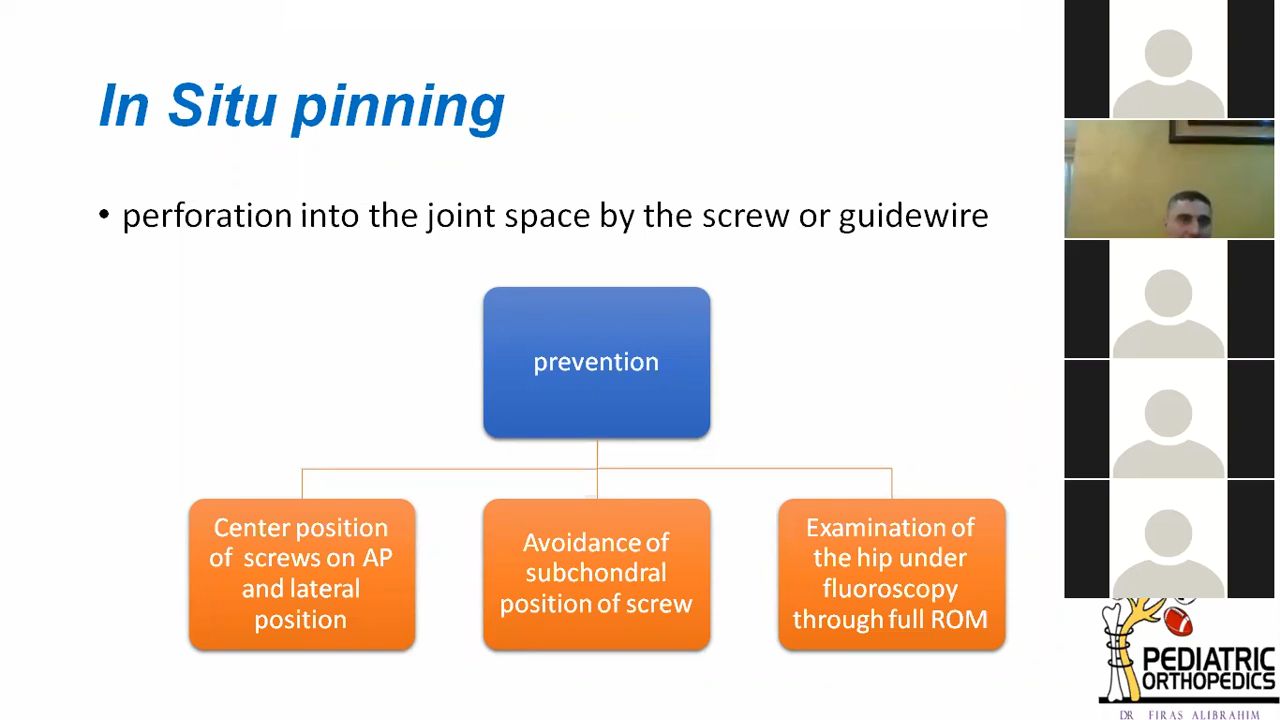 In Situ pinning
• perforation into the joint space by the screw or guidewire
prevention
Center position
of screws on AP
and lateral
position
Avoidance of
subchondral
position of screw
Examination of
the hip under
fluoroscopy
through full ROM
PEDIATRIC
ORTHOPEDICS
DR FIRAS ALIBRAHIM